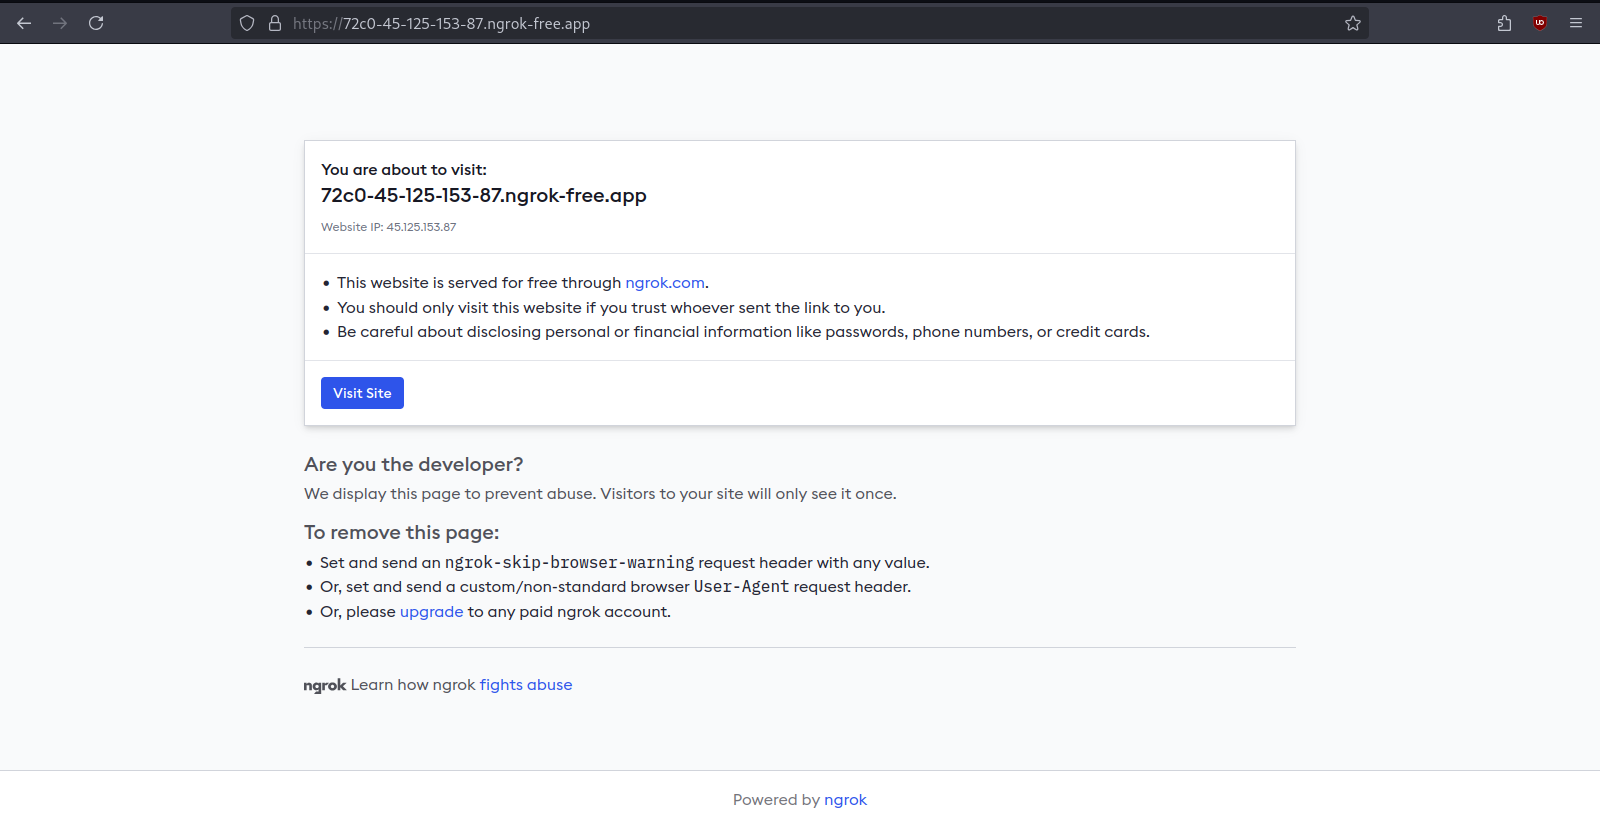 https://72c0-45-125-153-87.ngrok-free.app
You are about to visit:
72c0-45-125-153-87.ngrok-free.app
Website IP: 45.125.153.87
• This website is served for free through ngrok.com.
• You should only visit this website if you trust whoever sent the link to you.
• Be careful about disclosing personal or financial information like passwords, phone numbers, or credit cards.
Visit Site
Are you the developer?
We display this page to prevent abuse. Visitors to your site will only see it once.
To remove this page:
• Set and send an ngrok-skip-browser-warning request header with any value.
• Or, set and send a custom/non-standard browser User-Agent request header.
• Or, please upgrade to any paid ngrok account.
ngrok Learn how ngrok fights abuse
Powered by ngrok